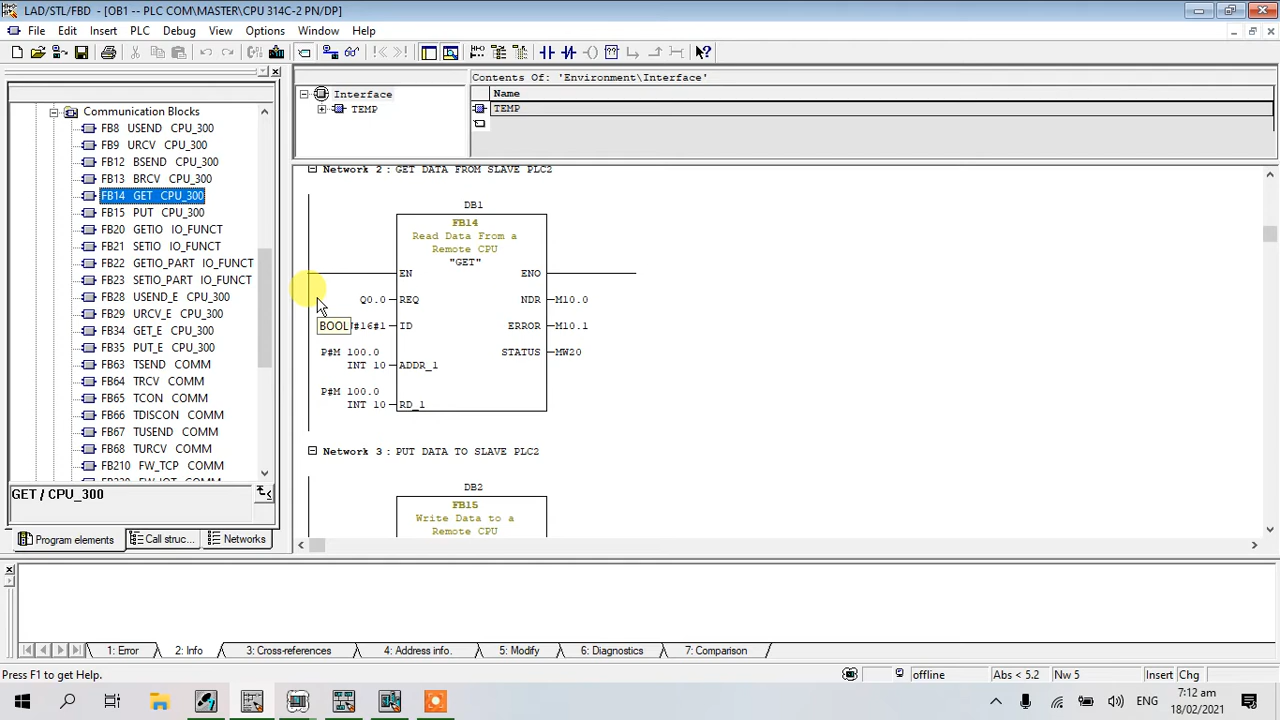 LAD/STL/FBD - [OB1 -- PLC COM\MASTER\CPU 314C-2 PN/DP]
File Edit Insert PLC Debug View Options Window Help
Communication Blocks
FB8 USEND CPU_300
FB9 URCV CPU_300
FB12 BSEND CPU_300
FB13 BRCV CPU_300
FB14 GET CPU_300
FB15 PUT CPU_300
FB20 GETIO IO_FUNCT
FB21 SETIO IO_FUNCT
FB22 GETIO_PART IO_FUNCT
FB23 SETIO_PART IO_FUNCT
FB28 USEND_E CPU_300
FB29 URCV_E CPU_300
FB34 GET_E CPU_300
FB35 PUT_E CPU_300
FB63 TSEND COMM
FB64 TRCV COMM
FB65 TCON COMM
FB66 TDISCON COMM
FB67 TUSEND COMM
FB68 TURCV COMM
FB210 FW_TCP COMM
GET / CPU_300
Program elements
Call struc...
Networks
Interface
TEMP
Contents Of: 'Environment\Interface'
Name
TEMP
Network 2 : GET DATA FROM SLAVE PLC2
DB1
FB14
Read Data From a
Remote CPU
"GET"
EN ENO
Q0.0 REQ NDR M10.0
BOOL #16#1 ID ERROR M10.1
P#M 100.0 STATUS MW20
INT 10 ADDR_1
P#M 100.0
INT 10 RD_1
Network 3 : PUT DATA TO SLAVE PLC2
DB2
FB15
Write Data to a
Remote CPU
1: Error 2: Info 3: Cross-references 4: Address info. 5: Modify 6: Diagnostics 7: Comparison
Press F1 to get Help.
offline Abs < 5.2 Nw 5 Insert Chg
ENG
7:12 am
18/02/2021